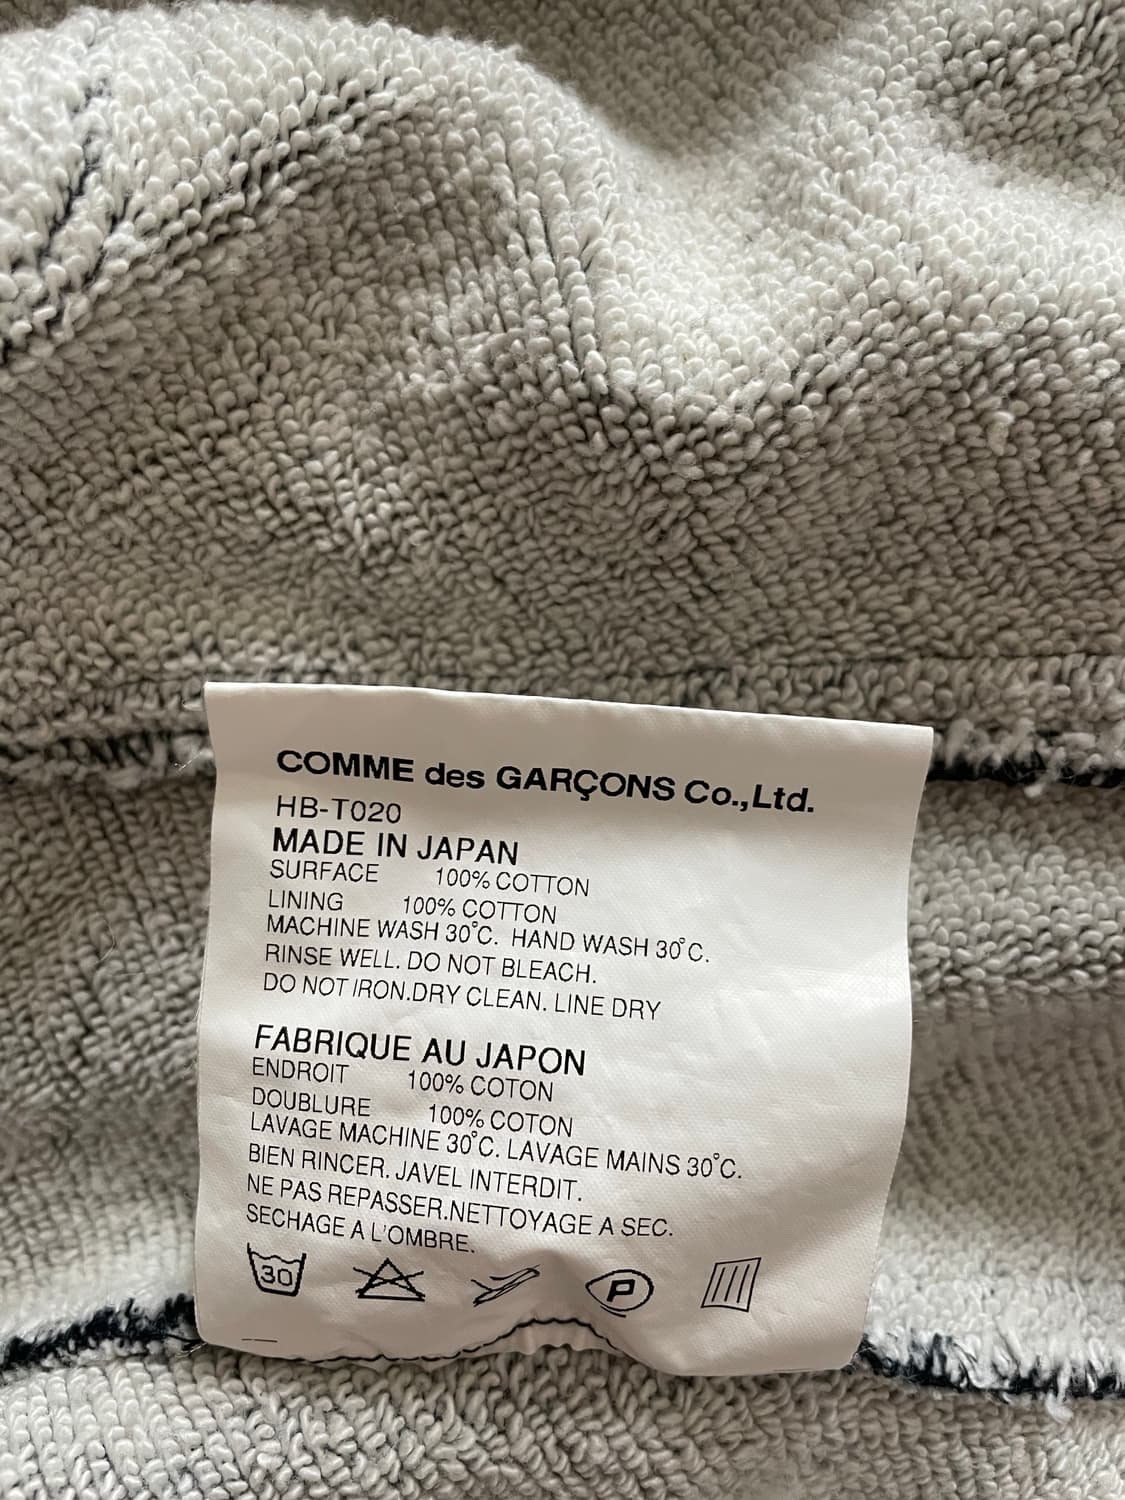 COMME des GARÇONS Co.,Ltd.
HB-T020
MADE IN JAPAN
SURFACE 100% COTTON
LINING 100% COTTON
MACHINE WASH 30°C. HAND WASH 30°C.
RINSE WELL. DO NOT BLEACH.
DO NOT IRON.DRY CLEAN. LINE DRY
FABRIQUE AU JAPON
ENDROIT 100% COTON
DOUBLURE 100% COTON
LAVAGE MACHINE 30°C. LAVAGE MAINS 30°C.
BIEN RINCER. JAVEL INTERDIT.
NE PAS REPASSER.NETTOYAGE A SEC.
SECHAGE A L'OMBRE.
30 P